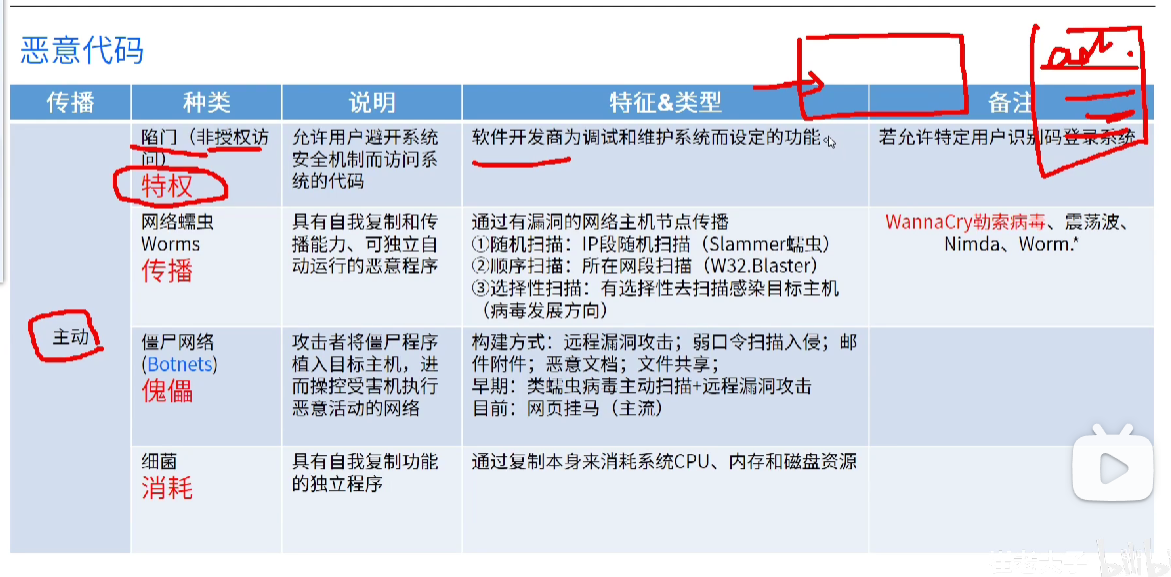 恶意代码
传播 种类 说明 特征&类型 备注
主动
陷门（非授权访
问）
特权
允许用户避开系统
安全机制而访问系
统的代码
软件开发商为调试和维护系统而设定的功能。
若允许特定用户识别码登录系统
网络蠕虫
Worms
传播
具有自我复制和传
播能力、可独立自
动运行的恶意程序
通过有漏洞的网络主机节点传播
①随机扫描：IP段随机扫描（Slammer蠕虫）
②顺序扫描：所在网段扫描（W32.Blaster）
③选择性扫描：有选择性去扫描感染目标主机
（病毒发展方向）
WannaCry勒索病毒、震荡波、
Nimda、Worm.*
僵尸网络
(Botnets)
傀儡
攻击者将僵尸程序
植入目标主机，进
而操控受害机执行
恶意活动的网络
构建方式：远程漏洞攻击；弱口令扫描入侵；邮
件附件；恶意文档；文件共享；
早期：类蠕虫病毒主动扫描+远程漏洞攻击
目前：网页挂马（主流）
细菌
消耗
具有自我复制功能
的独立程序
通过复制本身来消耗系统CPU、内存和磁盘资源